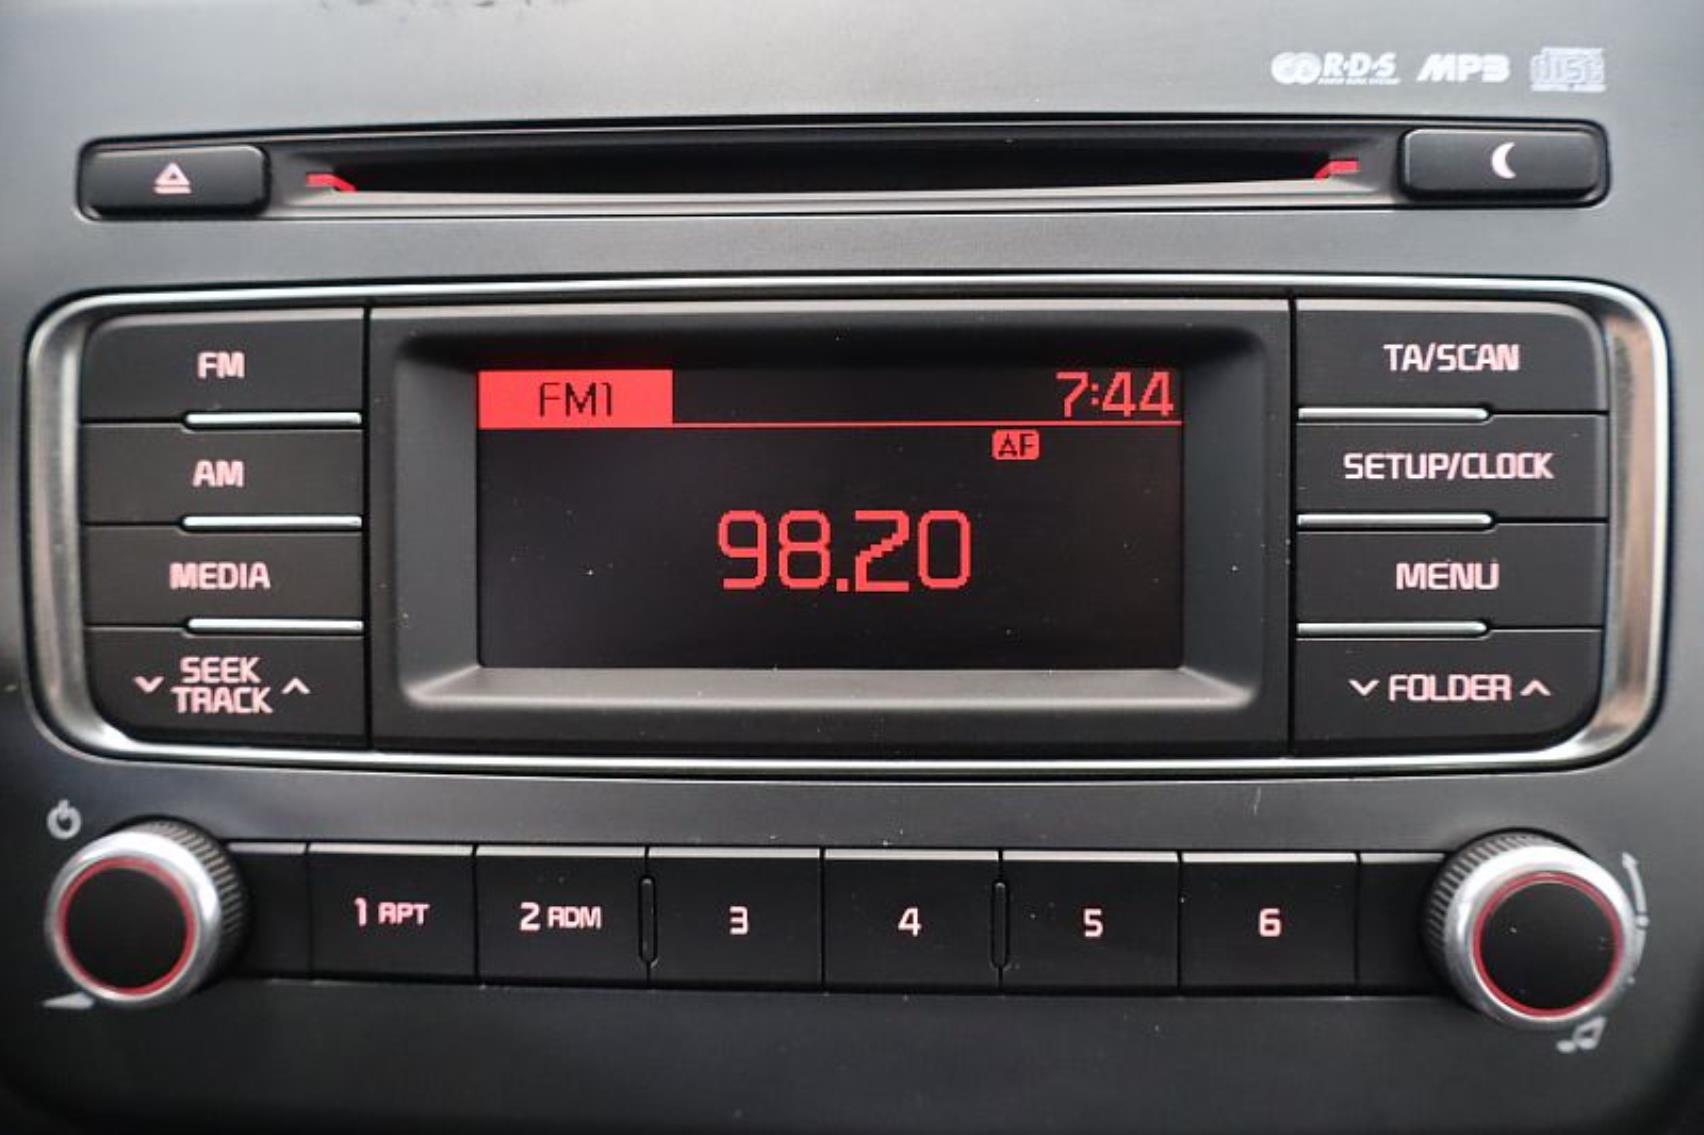 R·D·S MP3 disc
FM
AM
MEDIA
SEEK
TRACK
FM1 7:44
AF
98.20
TA/SCAN
SETUP/CLOCK
MENU
FOLDER
1 RPT 2 RDM 3 4 5 6